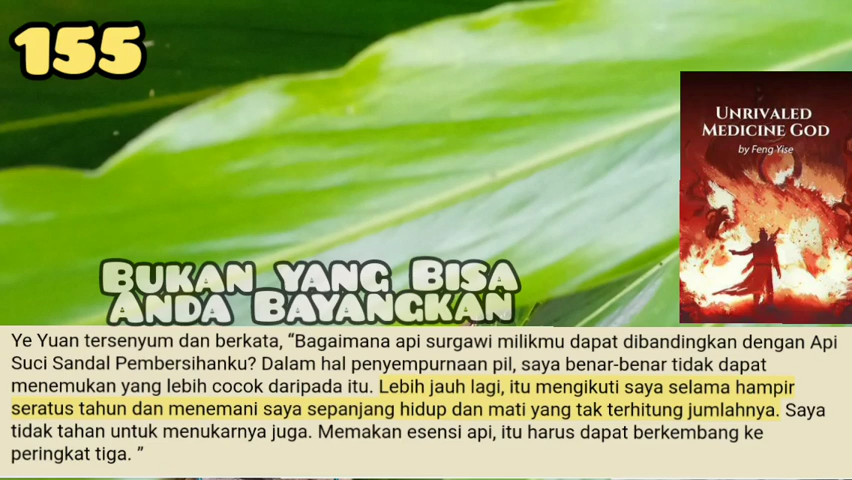 155
UNRIVALED
MEDICINE GOD
by Feng Yise
BUKAN YANG BISA
ANDA BAYANGKAN
Ye Yuan tersenyum dan berkata, “Bagaimana api surgawi milikmu dapat dibandingkan dengan Api
Suci Sandal Pembersihanku? Dalam hal penyempurnaan pil, saya benar-benar tidak dapat
menemukan yang lebih cocok daripada itu. Lebih jauh lagi, itu mengikuti saya selama hampir
seratus tahun dan menemani saya sepanjang hidup dan mati yang tak terhitung jumlahnya. Saya
tidak tahan untuk menukarnya juga. Memakan esensi api, itu harus dapat berkembang ke
peringkat tiga. ”